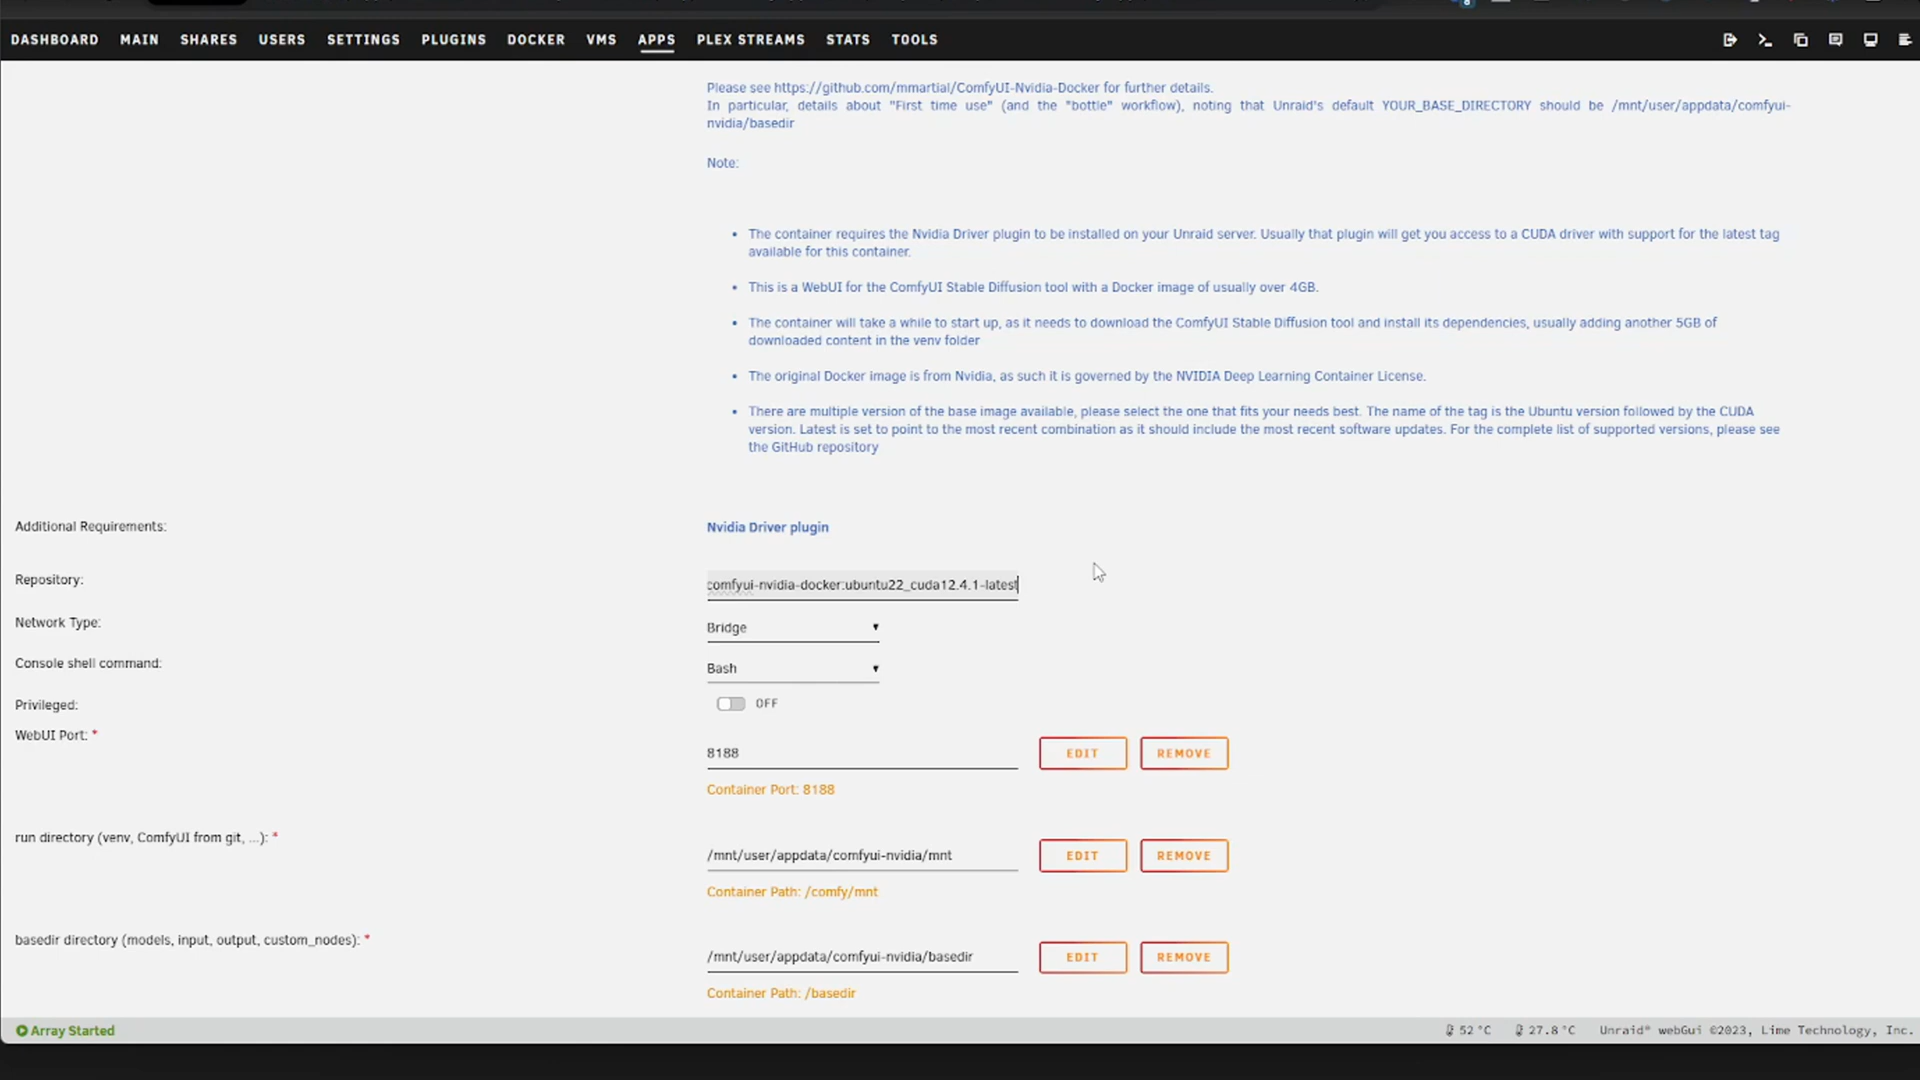 DASHBOARD MAIN SHARES USERS SETTINGS PLUGINS DOCKER VMS APPS PLEX STREAMS STATS TOOLS
Please see https://github.com/mmartial/ComfyUI-Nvidia-Docker for further details.
In particular, details about "First time use" (and the "bottle" workflow), noting that Unraid's default YOUR_BASE_DIRECTORY should be /mnt/user/appdata/comfyui-
nvidia/basedir
Note:
• The container requires the Nvidia Driver plugin to be installed on your Unraid server. Usually that plugin will get you access to a CUDA driver with support for the latest tag
available for this container.
• This is a WebUI for the ComfyUI Stable Diffusion tool with a Docker image of usually over 4GB.
• The container will take a while to start up, as it needs to download the ComfyUI Stable Diffusion tool and install its dependencies, usually adding another 5GB of
downloaded content in the venv folder
• The original Docker image is from Nvidia, as such it is governed by the NVIDIA Deep Learning Container License.
• There are multiple version of the base image available, please select the one that fits your needs best. The name of the tag is the Ubuntu version followed by the CUDA
version. Latest is set to point to the most recent combination as it should include the most recent software updates. For the complete list of supported versions, please see
the GitHub repository
Additional Requirements: Nvidia Driver plugin
Repository: comfyui-nvidia-docker:ubuntu22_cuda12.4.1-latest
Network Type: Bridge
Console shell command: Bash
Privileged: OFF
WebUI Port: *
8188 EDIT REMOVE
Container Port: 8188
run directory (venv, ComfyUI from git, ...): *
/mnt/user/appdata/comfyui-nvidia/mnt EDIT REMOVE
Container Path: /comfy/mnt
basedir directory (models, input, output, custom_nodes): *
/mnt/user/appdata/comfyui-nvidia/basedir EDIT REMOVE
Container Path: /basedir
Array Started 52 °C 27.8 °C Unraid® webGui ©2023, Lime Technology, Inc.